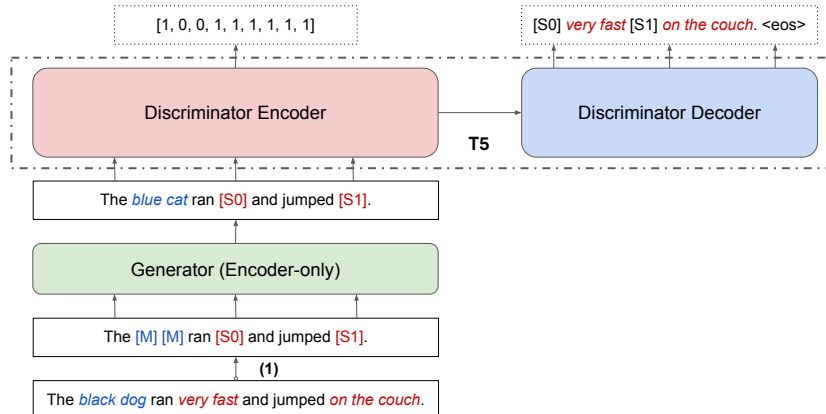 [1, 0, 0, 1, 1, 1, 1, 1, 1]
[S0] very fast [S1] on the couch. <eos>
Discriminator Encoder
Discriminator Decoder
T5
The blue cat ran [S0] and jumped [S1].
Generator (Encoder-only)
The [M] [M] ran [S0] and jumped [S1].
(1)
The black dog ran very fast and jumped on the couch.